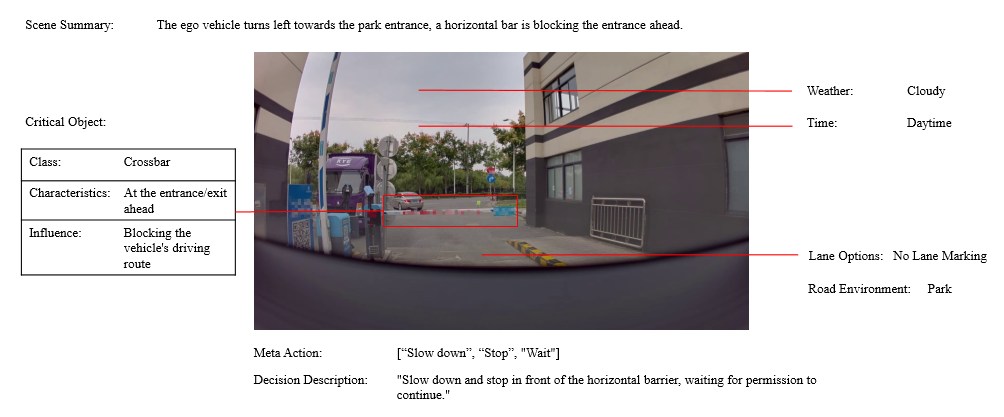 Scene Summary: The ego vehicle turns left towards the park entrance, a horizontal bar is blocking the entrance ahead.
Weather: Cloudy
Critical Object:
Time: Daytime
Class: Crossbar
Characteristics: At the entrance/exit
ahead
Influence: Blocking the
vehicle's driving
route
Lane Options: No Lane Marking
Road Environment: Park
Meta Action: [“Slow down”, “Stop”, "Wait"]
Decision Description: "Slow down and stop in front of the horizontal barrier, waiting for permission to
continue."